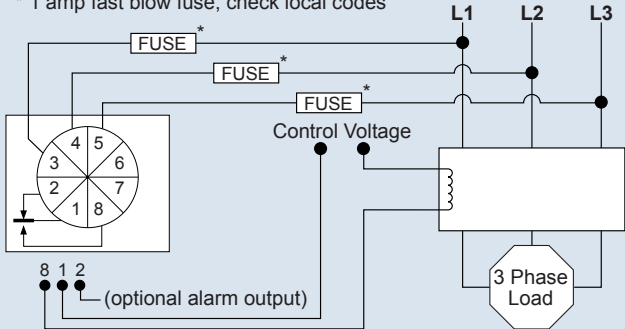 * 1 amp fast blow fuse, check local codes
L1 L2 L3
FUSE *
FUSE *
FUSE *
Control Voltage
4 5
3 6
2 7
1 8
8 1 2
(optional alarm output)
3 Phase
Load